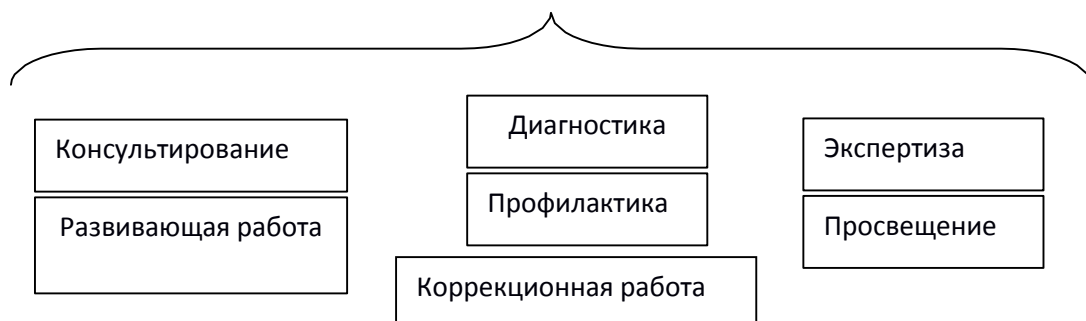 Консультирование
Развивающая работа
Диагностика
Профилактика
Коррекционная работа
Экспертиза
Просвещение